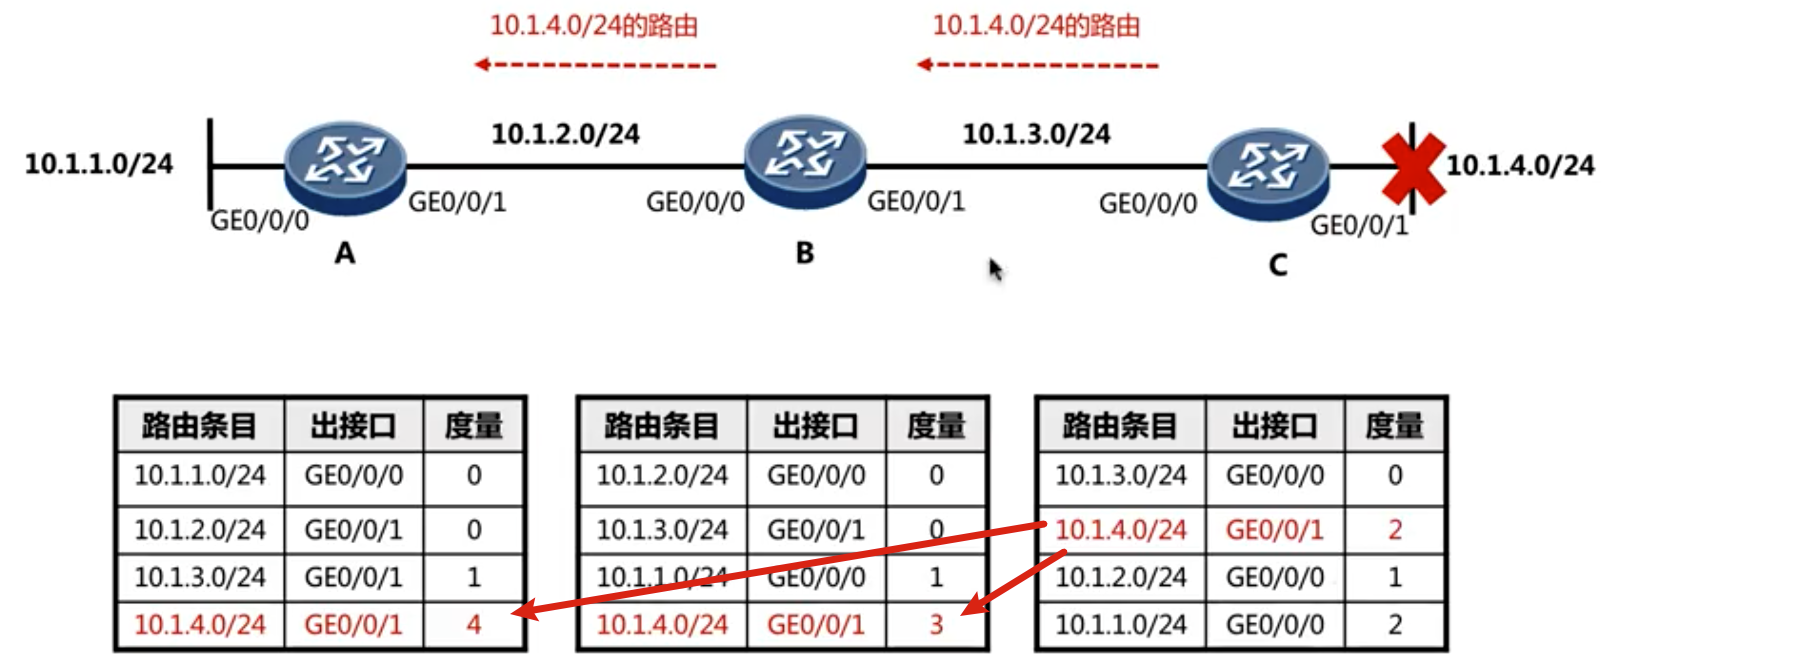 10.1.4.0/24的路由
10.1.4.0/24的路由
10.1.2.0/24
10.1.3.0/24
10.1.1.0/24
10.1.4.0/24
GE0/0/0
GE0/0/1
GE0/0/0
GE0/0/1
GE0/0/0
GE0/0/1
A
B
C
路由条目 出接口 度量
10.1.1.0/24 GE0/0/0 0
10.1.2.0/24 GE0/0/1 0
10.1.3.0/24 GE0/0/1 1
10.1.4.0/24 GE0/0/1 4
路由条目 出接口 度量
10.1.2.0/24 GE0/0/0 0
10.1.3.0/24 GE0/0/1 0
10.1.1.0/24 GE0/0/0 1
10.1.4.0/24 GE0/0/1 3
路由条目 出接口 度量
10.1.3.0/24 GE0/0/0 0
10.1.4.0/24 GE0/0/1 2
10.1.2.0/24 GE0/0/0 1
10.1.1.0/24 GE0/0/0 2